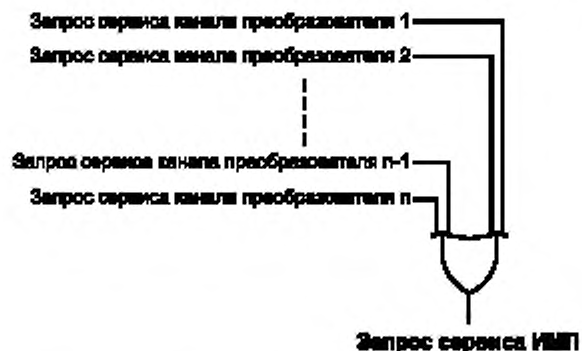 Запрос сервиса канала преобразователя 1
Запрос сервиса канала преобразователя 2
Запрос сервиса канала преобразователя n-1
Запрос сервиса канала преобразователя n
Запрос сервиса ИМП